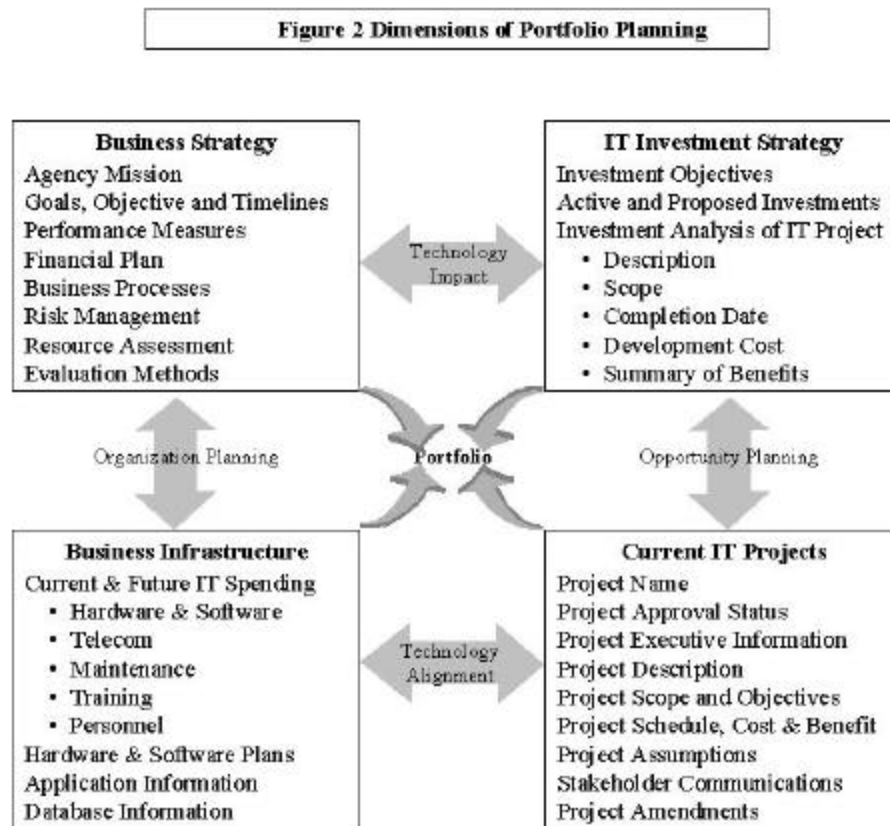 Figure 2 Dimensions of Portfolio Planning
Business Strategy
Agency Mission
Goals, Objective and Timelines
Performance Measures
Financial Plan
Business Processes
Risk Management
Resource Assessment
Evaluation Methods
Technology
Impact
IT Investment Strategy
Investment Objectives
Active and Proposed Investments
Investment Analysis of IT Project
• Description
• Scope
• Completion Date
• Development Cost
• Summary of Benefits
Organization Planning
Portfolio
Opportunity Planning
Business Infrastructure
Current & Future IT Spending
• Hardware & Software
• Telecom
• Maintenance
• Training
• Personnel
Hardware & Software Plans
Application Information
Database Information
Technology
Alignment
Current IT Projects
Project Name
Project Approval Status
Project Executive Information
Project Description
Project Scope and Objectives
Project Schedule, Cost & Benefit
Project Assumptions
Stakeholder Communications
Project Amendments